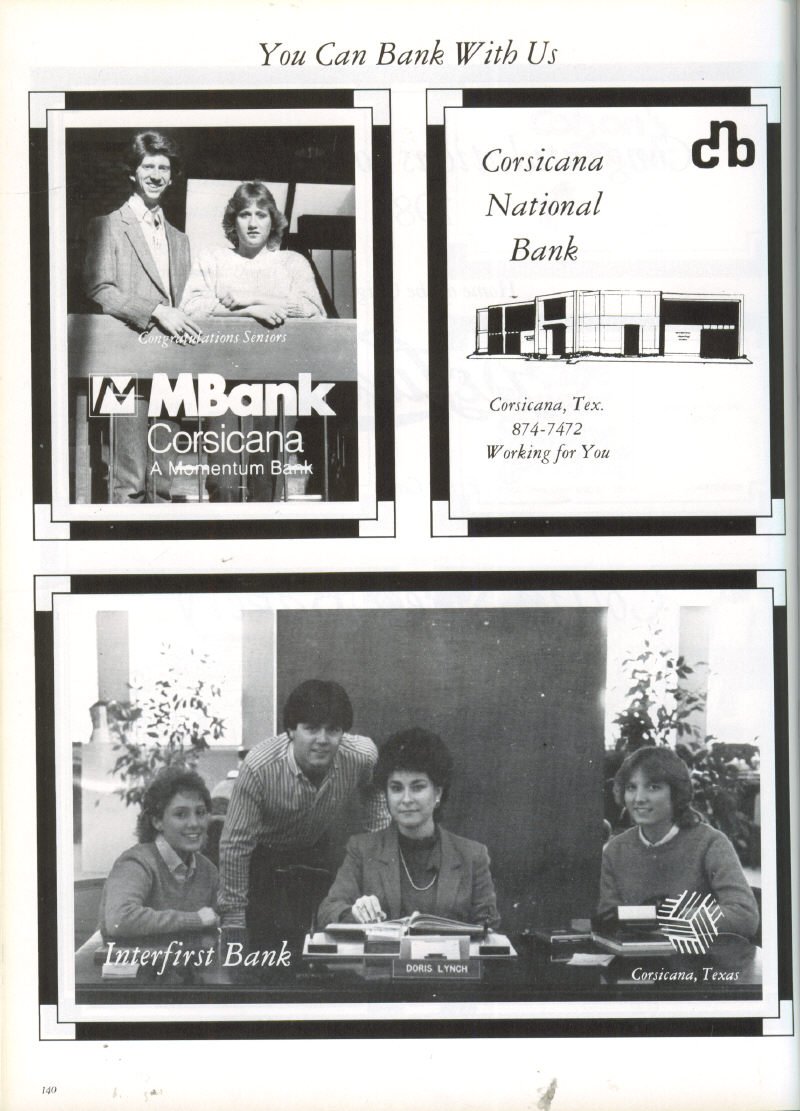 You Can Bank With Us
Congratulations Seniors
MBank
Corsicana
A Momentum Bank
cnb
Corsicana
National
Bank
Corsicana, Tex.
874-7472
Working for You
Interfirst Bank
DORIS LYNCH
Corsicana, Texas
140